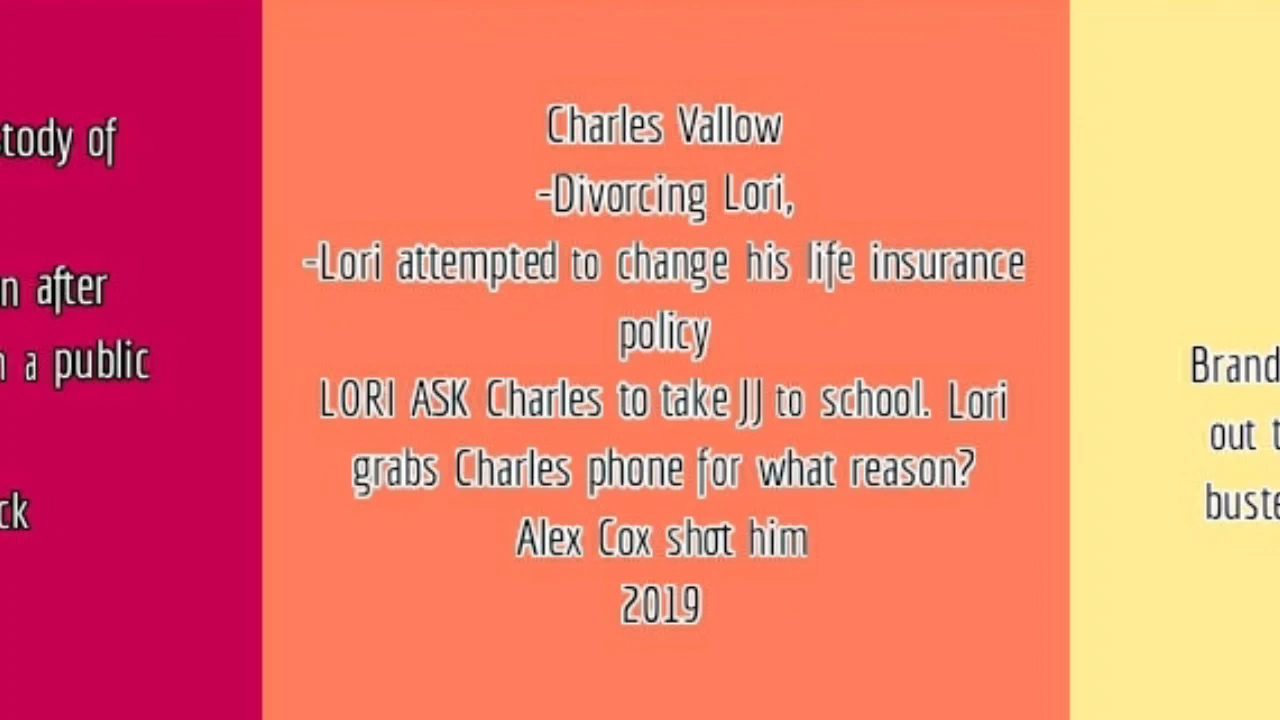 tody of
n after
a public
ck
Charles Vallow
-Divorcing Lori,
-Lori attempted to change his life insurance
policy
LORI ASK Charles to take JJ to school. Lori
grabs Charles phone for what reason?
Alex Cox shot him
2019
Brand
out t
buste